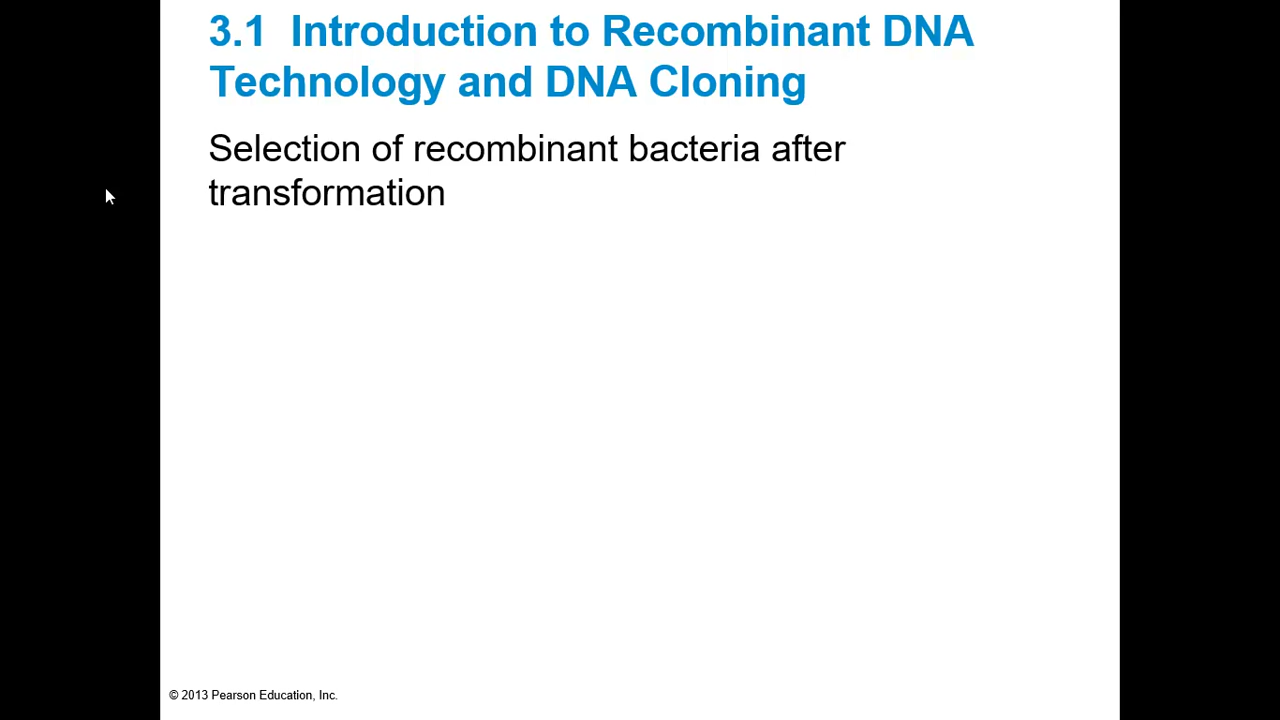 3.1 Introduction to Recombinant DNA
Technology and DNA Cloning
Selection of recombinant bacteria after
transformation
© 2013 Pearson Education, Inc.